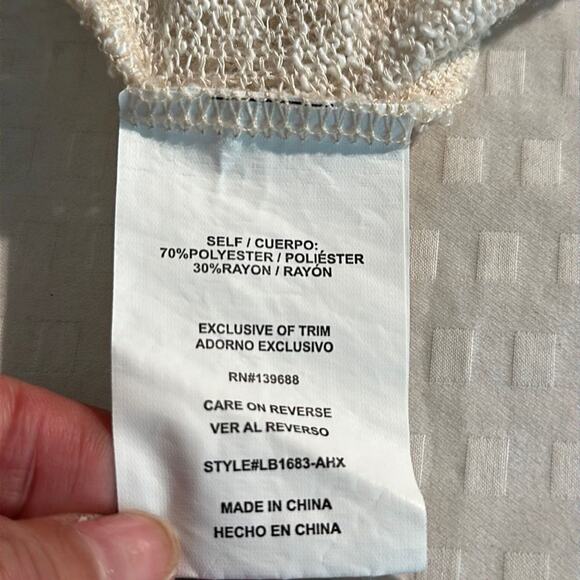 SELF / CUERPO:
70%POLYESTER / POLIÉSTER
30%RAYON / RAYÓN
EXCLUSIVE OF TRIM
ADORNO EXCLUSIVO
RN#139688
CARE ON REVERSE
VER AL REVERSO
STYLE#LB1683-AHX
MADE IN CHINA
HECHO EN CHINA